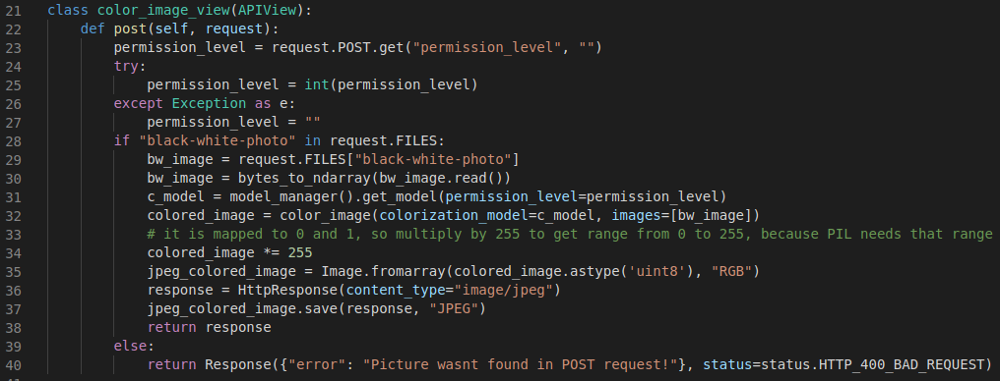 21 class color_image_view(APIView):
22     def post(self, request):
23         permission_level = request.POST.get("permission_level", "")
24         try:
25             permission_level = int(permission_level)
26         except Exception as e:
27             permission_level = ""
28         if "black-white-photo" in request.FILES:
29             bw_image = request.FILES["black-white-photo"]
30             bw_image = bytes_to_ndarray(bw_image.read())
31             c_model = model_manager().get_model(permission_level=permission_level)
32             colored_image = color_image(colorization_model=c_model, images=[bw_image])
33             # it is mapped to 0 and 1, so multiply by 255 to get range from 0 to 255, because PIL needs that range
34             colored_image *= 255
35             jpeg_colored_image = Image.fromarray(colored_image.astype('uint8'), "RGB")
36             response = HttpResponse(content_type="image/jpeg")
37             jpeg_colored_image.save(response, "JPEG")
38             return response
39         else:
40             return Response({"error": "Picture wasnt found in POST request!"}, status=status.HTTP_400_BAD_REQUEST)